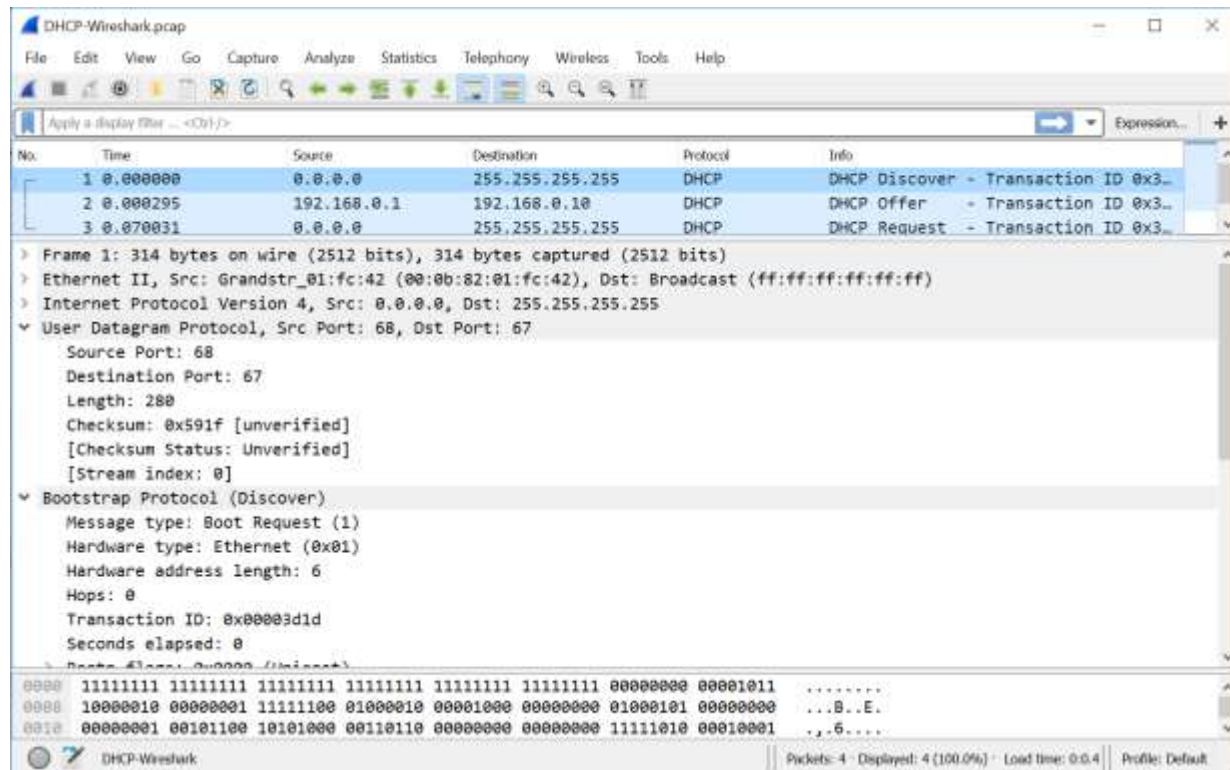 DHCP-Wireshark.pcap
File Edit View Go Capture Analyze Statistics Telephony Wireless Tools Help
Apply a display filter ... <Ctrl-/> Expression... +
No. Time Source Destination Protocol Info
1 0.000000 0.0.0.0 255.255.255.255 DHCP DHCP Discover - Transaction ID 0x3…
2 0.000295 192.168.0.1 192.168.0.10 DHCP DHCP Offer - Transaction ID 0x3…
3 0.070031 0.0.0.0 255.255.255.255 DHCP DHCP Request - Transaction ID 0x3…
Frame 1: 314 bytes on wire (2512 bits), 314 bytes captured (2512 bits)
Ethernet II, Src: Grandstr_01:fc:42 (00:0b:82:01:fc:42), Dst: Broadcast (ff:ff:ff:ff:ff:ff)
Internet Protocol Version 4, Src: 0.0.0.0, Dst: 255.255.255.255
User Datagram Protocol, Src Port: 68, Dst Port: 67
Source Port: 68
Destination Port: 67
Length: 280
Checksum: 0x591f [unverified]
[Checksum Status: Unverified]
[Stream index: 0]
Bootstrap Protocol (Discover)
Message type: Boot Request (1)
Hardware type: Ethernet (0x01)
Hardware address length: 6
Hops: 0
Transaction ID: 0x00003d1d
Seconds elapsed: 0
Bootp flags: 0x0000 (Unicast)
0000 11111111 11111111 11111111 11111111 11111111 11111111 00000000 00001011 ........
0008 10000010 00000001 11111100 01000010 00001000 00000000 01000101 00000000 ...B..E.
0010 00000001 00101100 10101000 00110110 00000000 00000000 11111010 00010001 .,.6....
DHCP-Wireshark Packets: 4 · Displayed: 4 (100.0%) · Load time: 0:0.4 Profile: Default